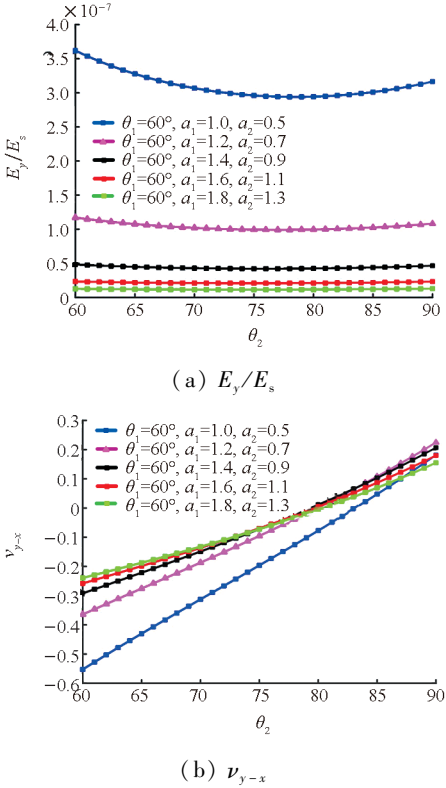 ×10⁻⁷
4.0
3.5
3.0
2.5
2.0
1.5
1.0
0.5
0
E_y/E_s
θ₁=60°, a₁=1.0, a₂=0.5
θ₁=60°, a₁=1.2, a₂=0.7
θ₁=60°, a₁=1.4, a₂=0.9
θ₁=60°, a₁=1.6, a₂=1.1
θ₁=60°, a₁=1.8, a₂=1.3
60 65 70 75 80 85 90
θ₂
(a) E_y/E_s
0.3
0.2
0.1
0
−0.1
−0.2
−0.3
−0.4
−0.5
−0.6
ν_{y−x}
θ₁=60°, a₁=1.0, a₂=0.5
θ₁=60°, a₁=1.2, a₂=0.7
θ₁=60°, a₁=1.4, a₂=0.9
θ₁=60°, a₁=1.6, a₂=1.1
θ₁=60°, a₁=1.8, a₂=1.3
60 65 70 75 80 85 90
θ₂
(b) ν_{y−x}